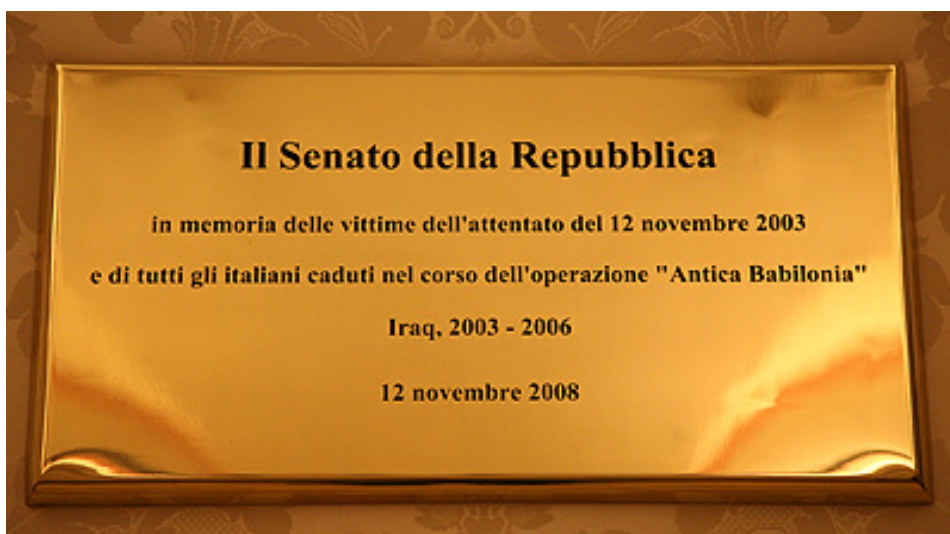 Il Senato della Repubblica
in memoria delle vittime dell'attentato del 12 novembre 2003
e di tutti gli italiani caduti nel corso dell'operazione "Antica Babilonia"
Iraq, 2003 - 2006
12 novembre 2008